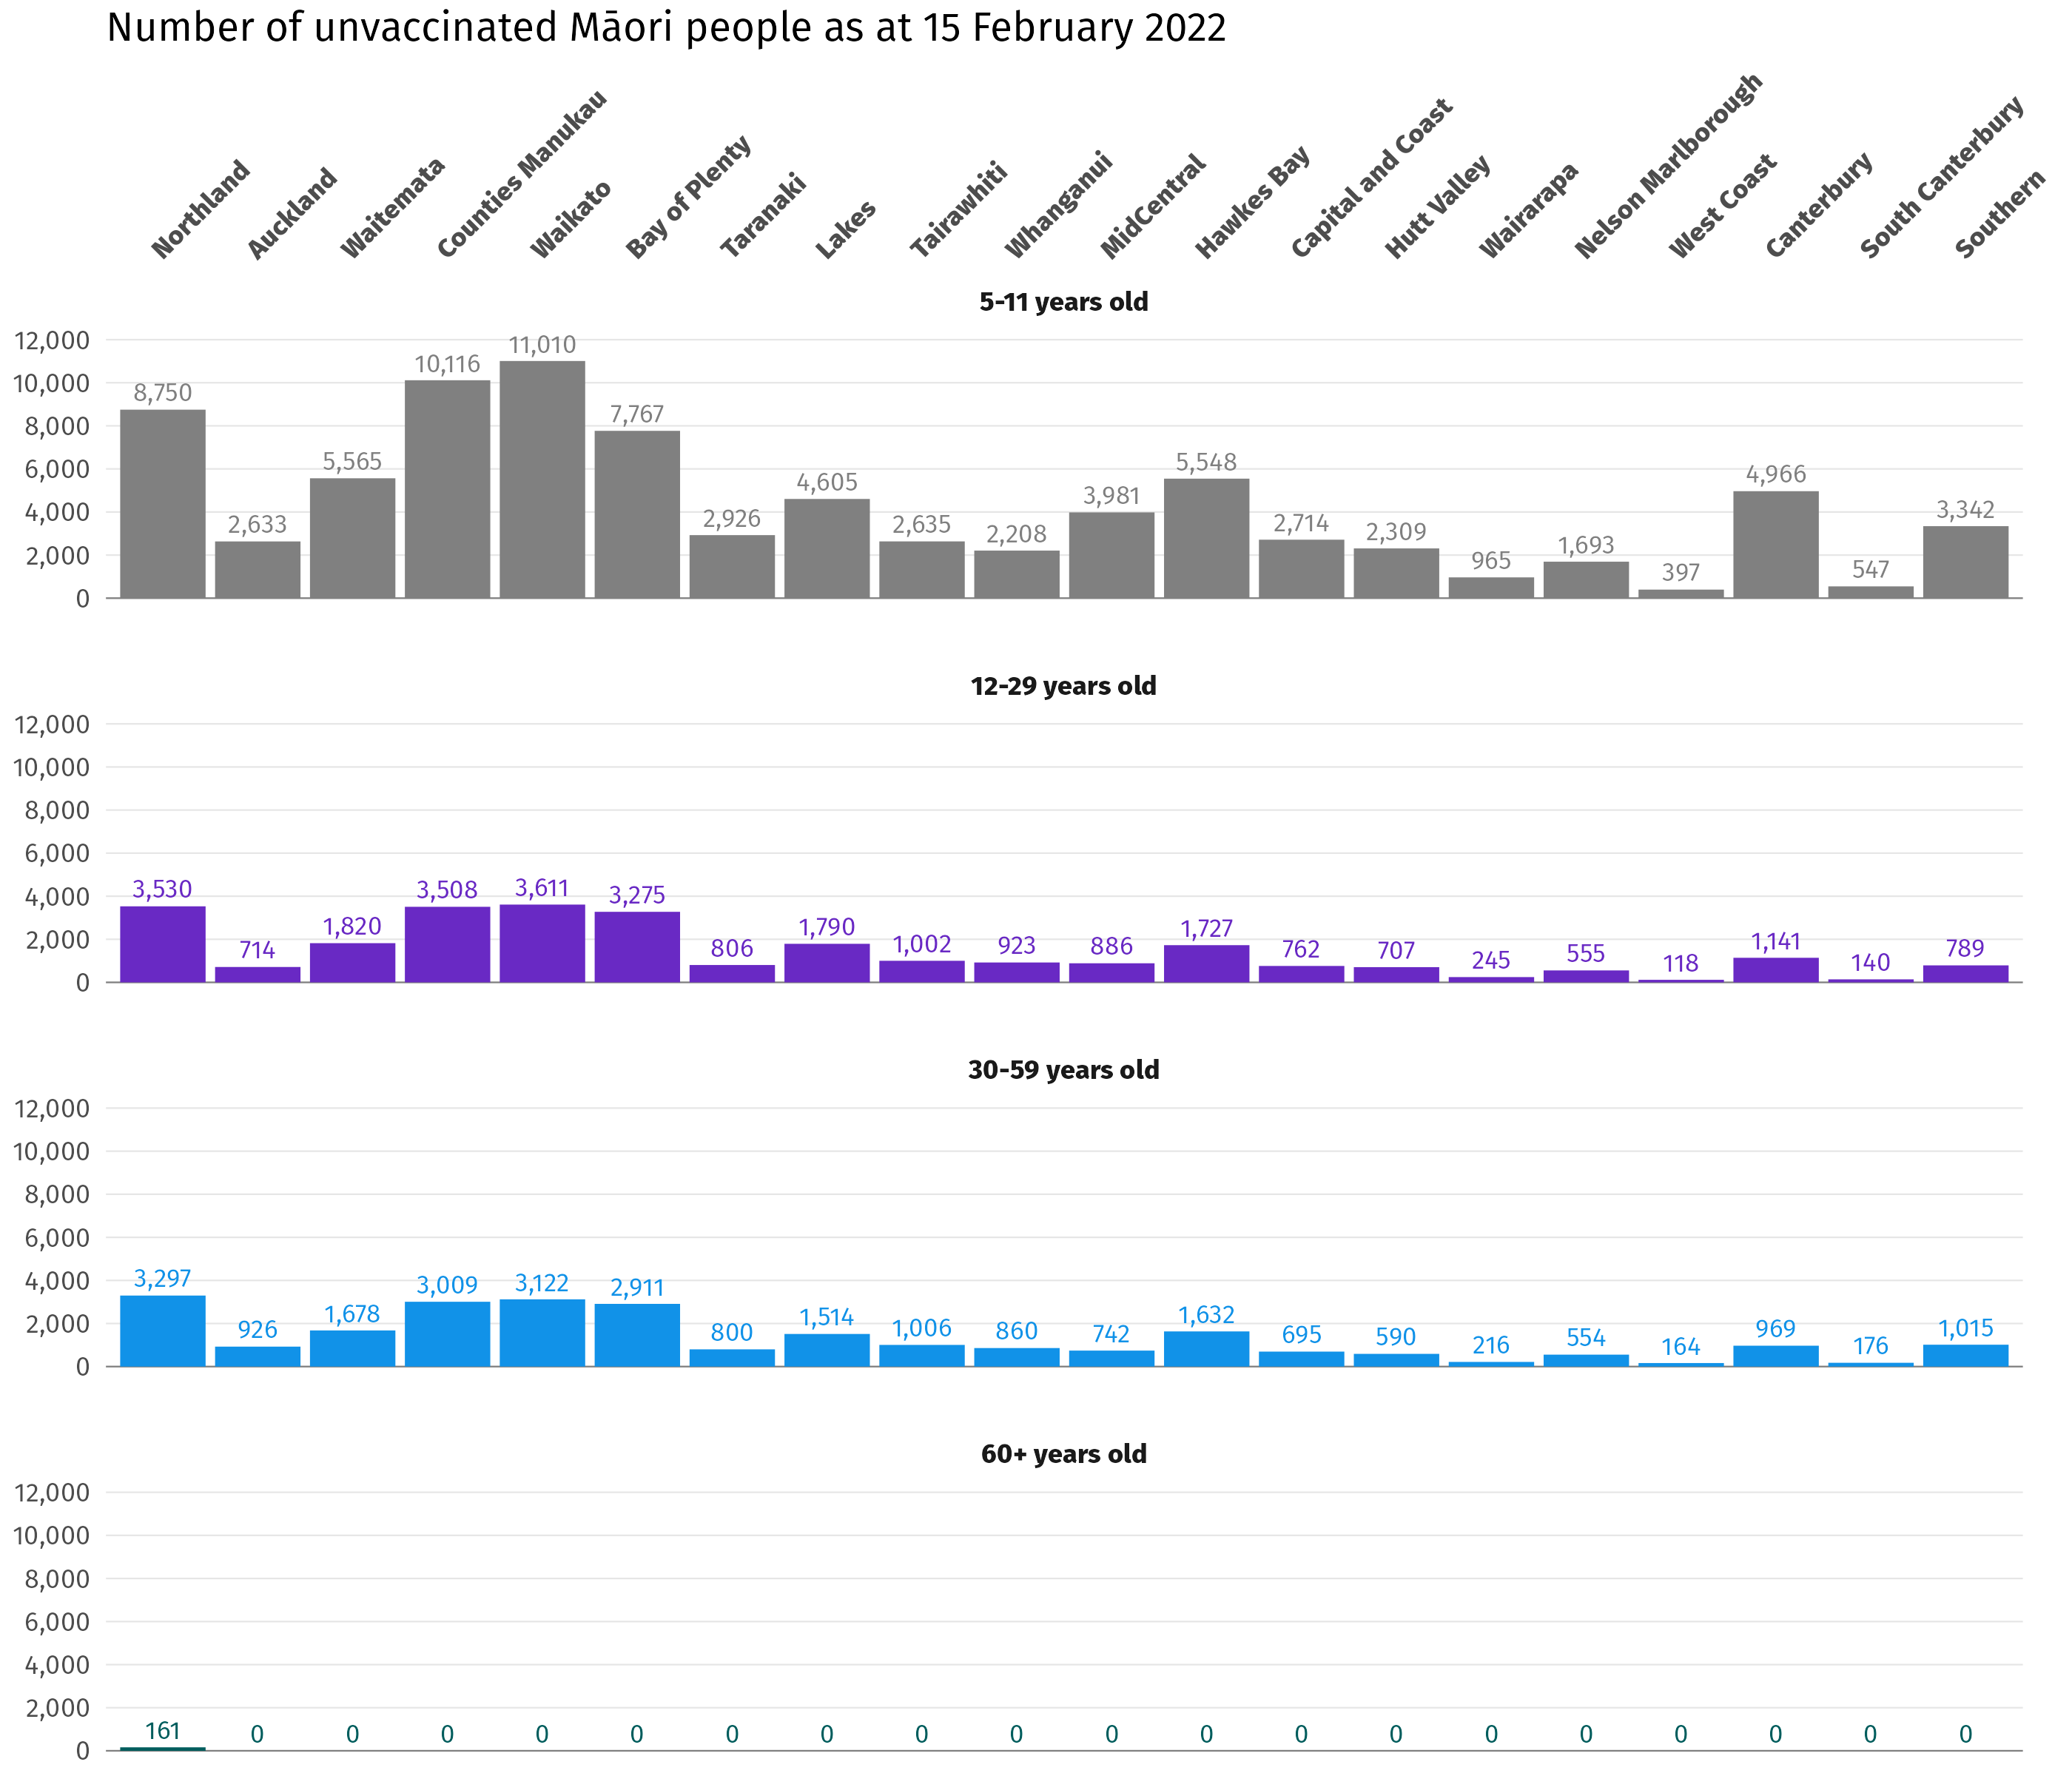 Number of unvaccinated Māori people as at 15 February 2022
Northland
Auckland
Waitemata
Counties Manukau
Waikato
Bay of Plenty
Taranaki
Lakes
Tairawhiti
Whanganui
MidCentral
Hawkes Bay
Capital and Coast
Hutt Valley
Wairarapa
Nelson Marlborough
West Coast
Canterbury
South Canterbury
Southern
5-11 years old
12,000
10,000
8,000
6,000
4,000
2,000
0
8,750 2,633 5,565 10,116 11,010 7,767 2,926 4,605 2,635 2,208 3,981 5,548 2,714 2,309 965 1,693 397 4,966 547 3,342
12-29 years old
12,000
10,000
8,000
6,000
4,000
2,000
0
3,530 714 1,820 3,508 3,611 3,275 806 1,790 1,002 923 886 1,727 762 707 245 555 118 1,141 140 789
30-59 years old
12,000
10,000
8,000
6,000
4,000
2,000
0
3,297 926 1,678 3,009 3,122 2,911 800 1,514 1,006 860 742 1,632 695 590 216 554 164 969 176 1,015
60+ years old
12,000
10,000
8,000
6,000
4,000
2,000
0
161 0 0 0 0 0 0 0 0 0 0 0 0 0 0 0 0 0 0 0